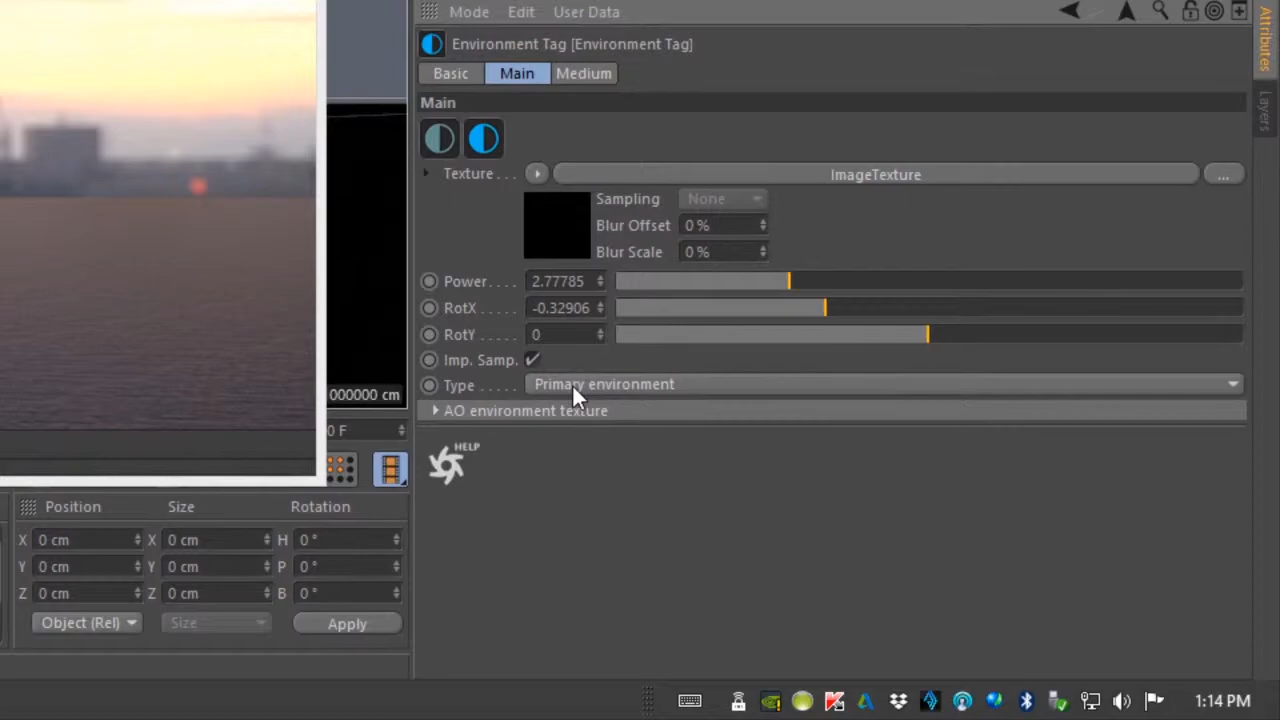 Mode Edit User Data
Environment Tag [Environment Tag]
Basic Main Medium
Main
Texture . . . ImageTexture ...
Sampling None
Blur Offset 0 %
Blur Scale 0 %
Power. . . . 2.77785
RotX . . . . . -0.32906
RotY . . . . . 0
Imp. Samp.
Type . . . . . Primary environment
AO environment texture
HELP
Attributes
Layers
000000 cm
0 F
Position Size Rotation
X 0 cm X 0 cm H 0 °
Y 0 cm Y 0 cm P 0 °
Z 0 cm Z 0 cm B 0 °
Object (Rel) Size Apply
1:14 PM